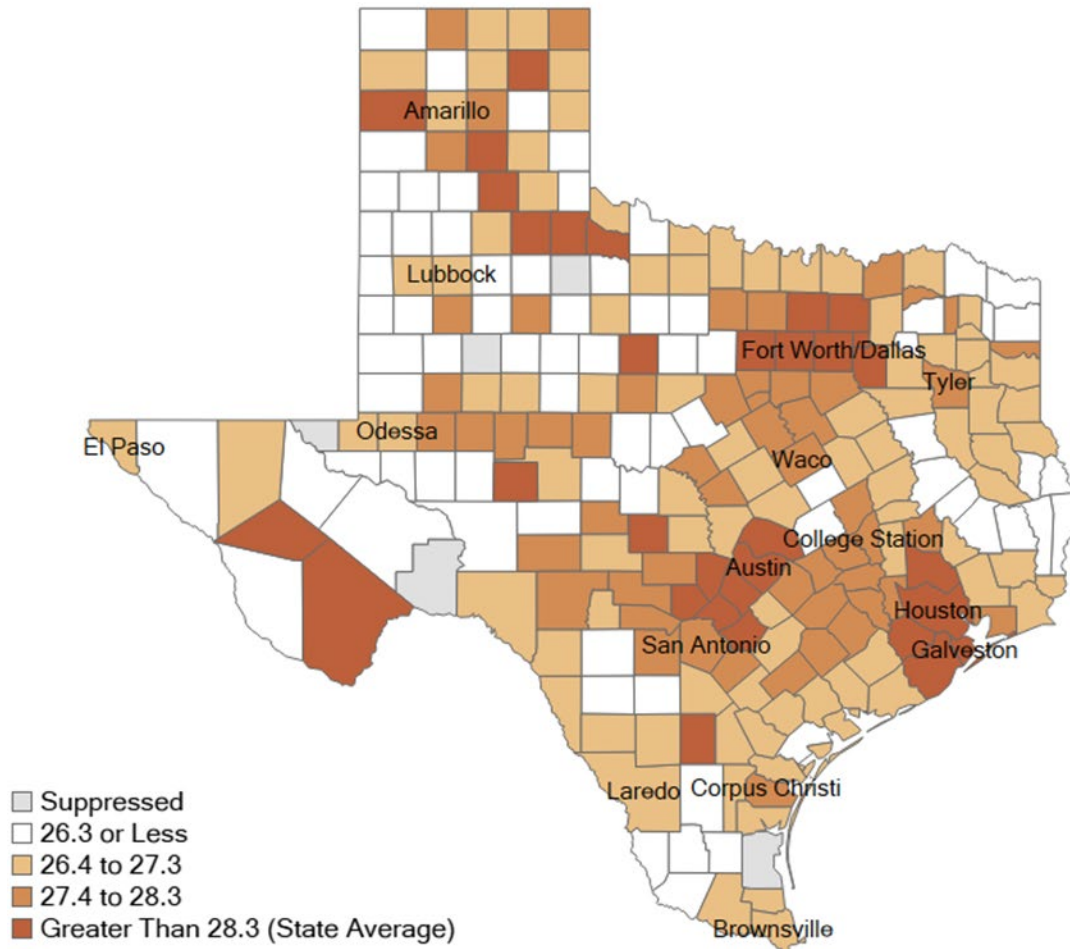 Amarillo
Lubbock
Fort Worth/Dallas
Tyler
Odessa
El Paso
Waco
College Station
Austin
Houston
San Antonio
Galveston
Laredo
Corpus Christi
Brownsville
Suppressed
26.3 or Less
26.4 to 27.3
27.4 to 28.3
Greater Than 28.3 (State Average)